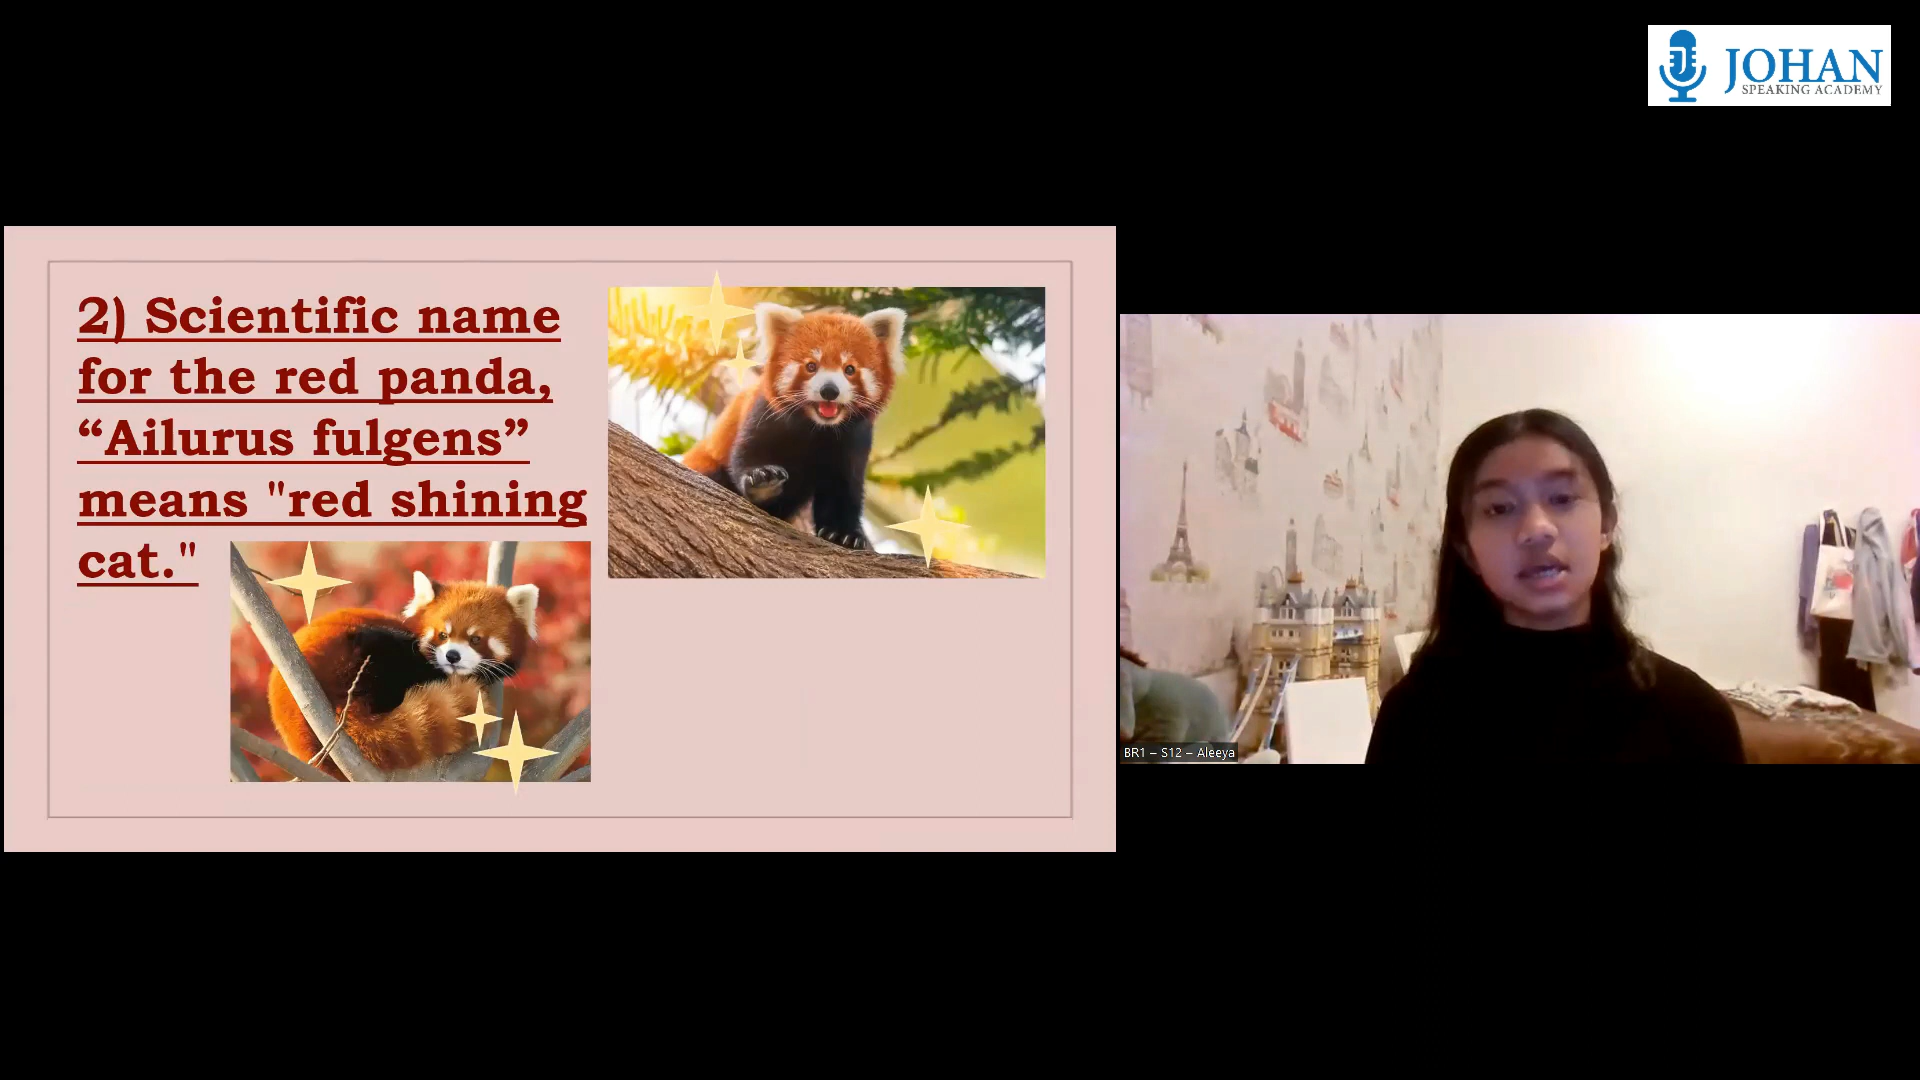 JOHAN
SPEAKING ACADEMY
2) Scientific name
for the red panda,
“Ailurus fulgens”
means "red shining
cat."
BR1 – S12 – Aleeya